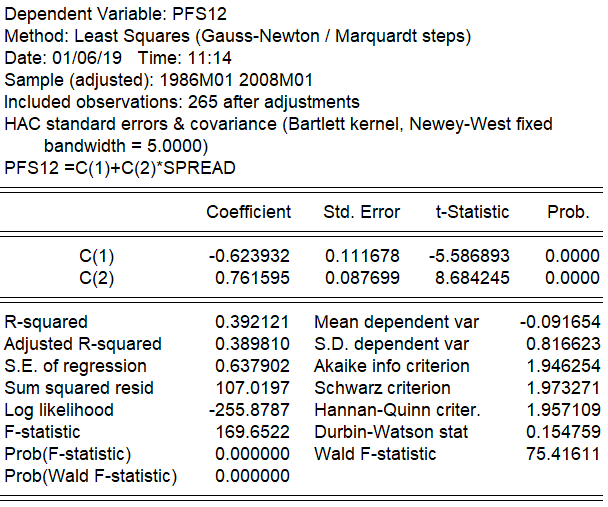 Dependent Variable: PFS12
Method: Least Squares (Gauss-Newton / Marquardt steps)
Date: 01/06/19 Time: 11:14
Sample (adjusted): 1986M01 2008M01
Included observations: 265 after adjustments
HAC standard errors & covariance (Bartlett kernel, Newey-West fixed
bandwidth = 5.0000)
PFS12 =C(1)+C(2)*SPREAD
Coefficient Std. Error t-Statistic Prob.
C(1) -0.623932 0.111678 -5.586893 0.0000
C(2) 0.761595 0.087699 8.684245 0.0000
R-squared 0.392121 Mean dependent var -0.091654
Adjusted R-squared 0.389810 S.D. dependent var 0.816623
S.E. of regression 0.637902 Akaike info criterion 1.946254
Sum squared resid 107.0197 Schwarz criterion 1.973271
Log likelihood -255.8787 Hannan-Quinn criter. 1.957109
F-statistic 169.6522 Durbin-Watson stat 0.154759
Prob(F-statistic) 0.000000 Wald F-statistic 75.41611
Prob(Wald F-statistic) 0.000000